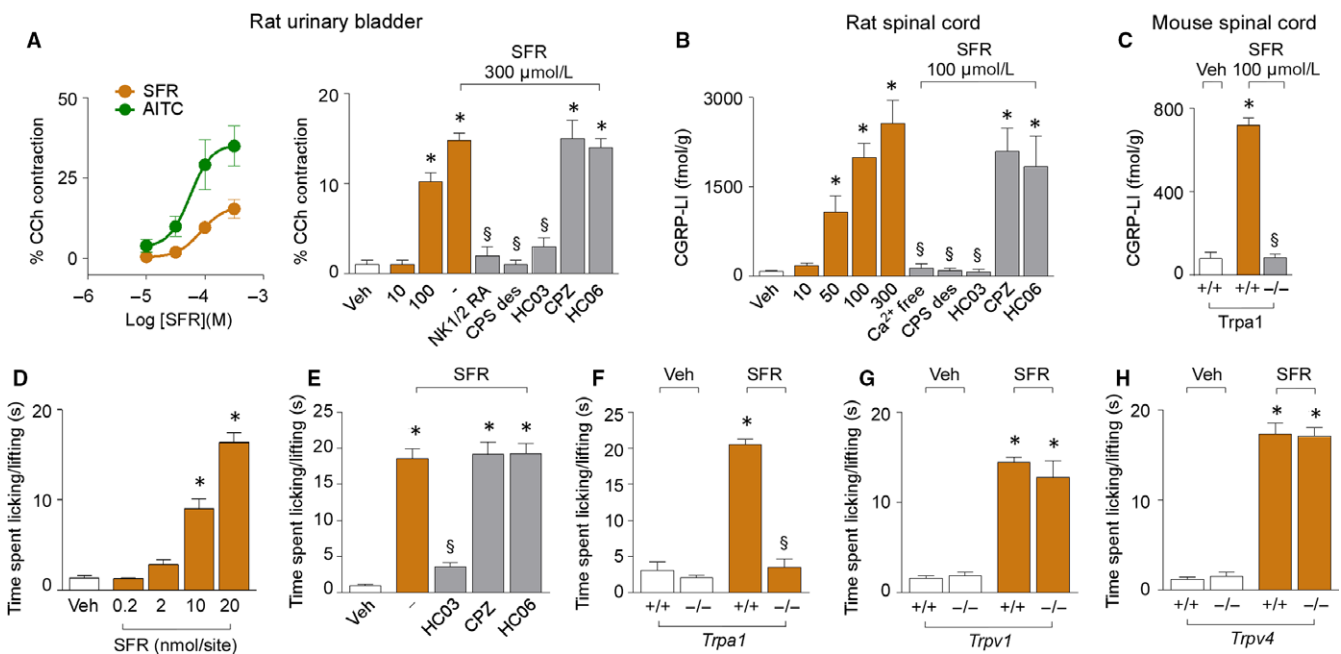 Rat urinary bladder
Rat spinal cord
Mouse spinal cord
A
SFR
AITC
% CCh contraction
50
25
0
−6
−5
−4
−3
Log [SFR](M)
SFR
300 µmol/L
% CCh contraction
20
10
0
* * § § § * *
Veh
10
100
-
NK1/2 RA
CPS des
HC03
CPZ
HC06
B
SFR
100 µmol/L
CGRP-LI (fmol/g)
3000
1500
0
* * * § § § * *
Veh
10
50
100
300
Ca²⁺ free
CPS des
HC03
CPZ
HC06
C
SFR
Veh 100 µmol/L
CGRP-LI (fmol/g)
800
400
0
* §
+/+ +/+ −/−
Trpa1
D
Time spent licking/lifting (s)
20
10
0
* *
Veh 0.2 2 10 20
SFR (nmol/site)
E
SFR
Time spent licking/lifting (s)
25
20
15
10
5
0
* § * *
Veh
–
HC03
CPZ
HC06
F
Veh SFR
Time spent licking/lifting (s)
25
20
15
10
5
0
* §
+/+ −/− +/+ −/−
Trpa1
G
Veh SFR
Time spent licking/lifting (s)
20
10
0
* *
+/+ −/− +/+ −/−
Trpv1
H
Veh SFR
Time spent licking/lifting (s)
20
10
0
* *
+/+ −/− +/+ −/−
Trpv4